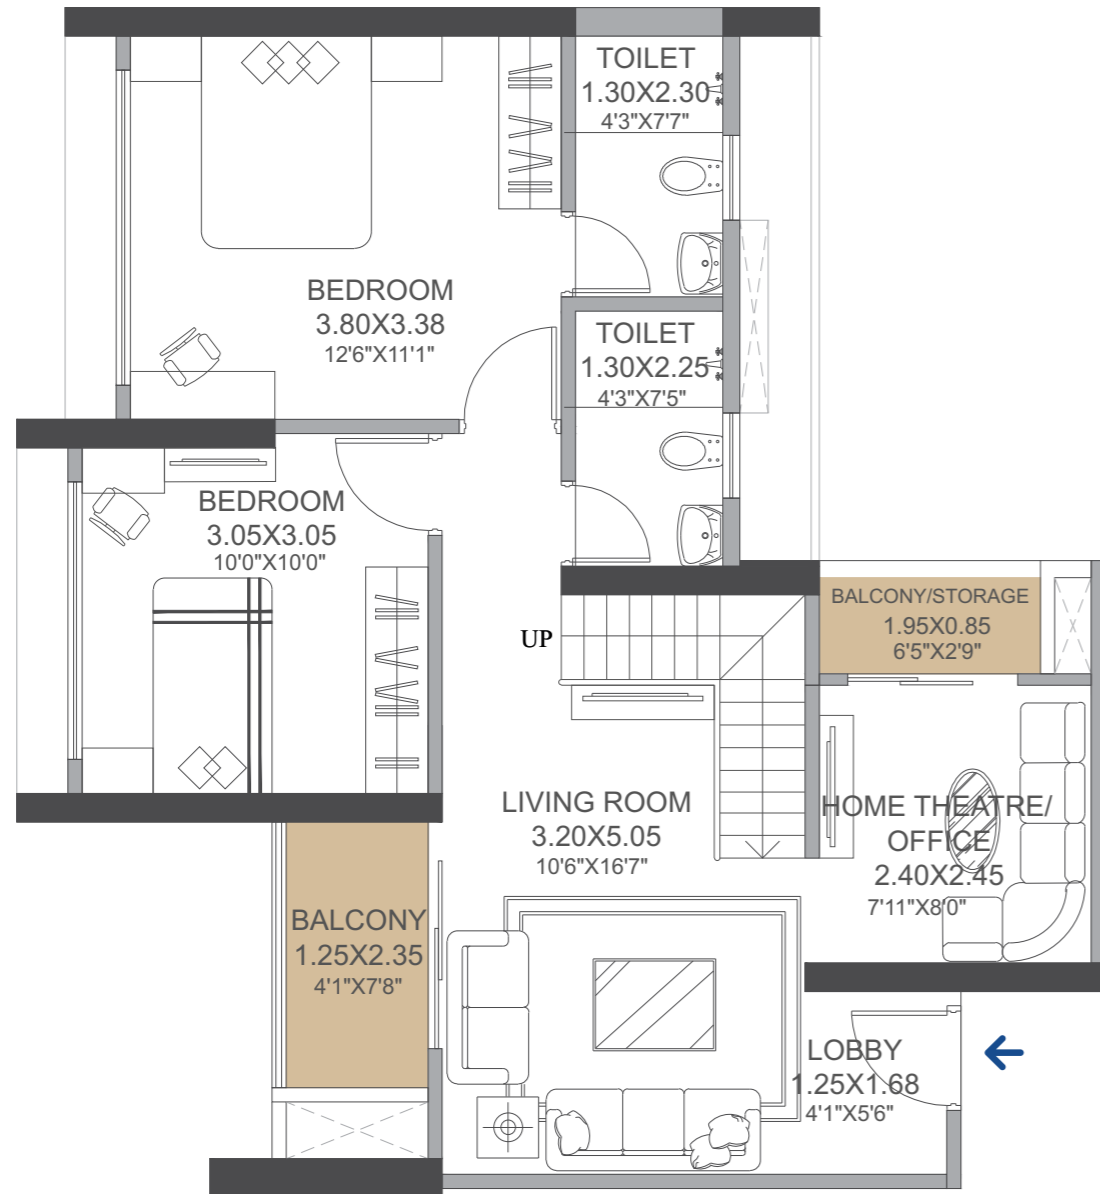 TOILET
1.30X2.30
4'3"X7'7"
BEDROOM
3.80X3.38
12'6"X11'1"
TOILET
1.30X2.25
4'3"X7'5"
BEDROOM
3.05X3.05
10'0"X10'0"
BALCONY/STORAGE
1.95X0.85
6'5"X2'9"
UP
LIVING ROOM
3.20X5.05
10'6"X16'7"
HOME THEATRE/
OFFICE
2.40X2.45
7'11"X8'0"
BALCONY
1.25X2.35
4'1"X7'8"
LOBBY
1.25X1.68
4'1"X5'6"